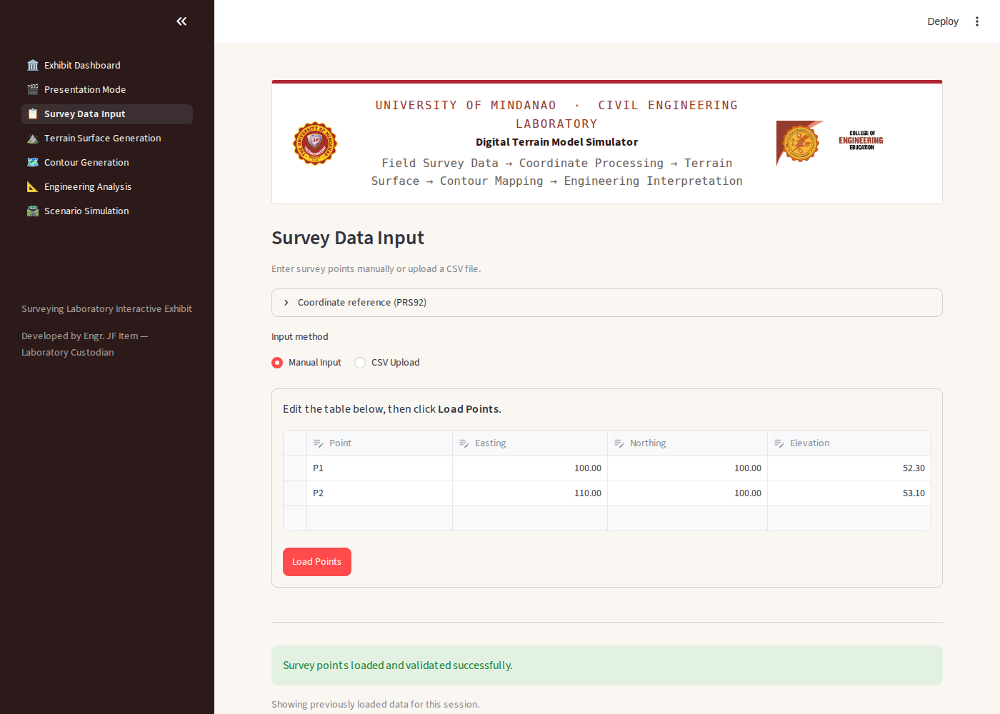 Deploy
Exhibit Dashboard
Presentation Mode
Survey Data Input
Terrain Surface Generation
Contour Generation
Engineering Analysis
Scenario Simulation
Surveying Laboratory Interactive Exhibit
Developed by Engr. JF Item —
Laboratory Custodian
UNIVERSITY OF MINDANAO · CIVIL ENGINEERING
LABORATORY
Digital Terrain Model Simulator
Field Survey Data → Coordinate Processing → Terrain
Surface → Contour Mapping → Engineering Interpretation
COLLEGE OF
ENGINEERING
EDUCATION
Survey Data Input
Enter survey points manually or upload a CSV file.
Coordinate reference (PRS92)
Input method
Manual Input CSV Upload
Edit the table below, then click Load Points.
Point Easting Northing Elevation
P1 100.00 100.00 52.30
P2 110.00 100.00 53.10
Load Points
Survey points loaded and validated successfully.
Showing previously loaded data for this session.